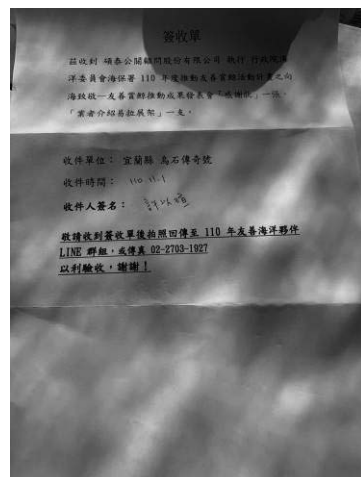 簽收單
茲收到 碩泰公關顧問股份有限公司 執行 行政院海
洋委員會海保署 110 年度推動友善賞鯨活動計畫之向
海致敬—友善賞鯨推動成果發表會「感謝狀」一張、
「業者介紹易拉展架」一支。
收件單位： 宜蘭縣 烏石傳奇號
收件時間： 110.11.1
收件人簽名： 許以瑄
敬請收到簽收單後拍照回傳至 110 年友善海洋夥伴
LINE 群組，或傳真 02-2703-1927
以利驗收，謝謝！